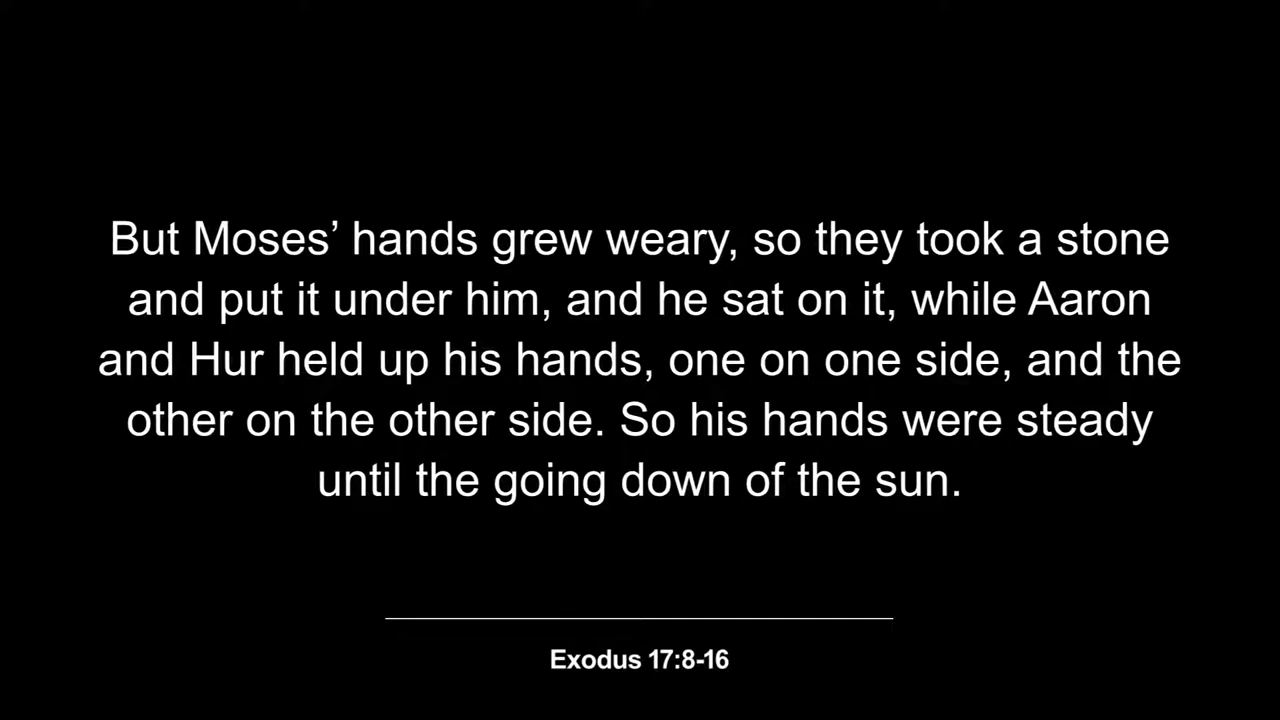 But Moses’ hands grew weary, so they took a stone
and put it under him, and he sat on it, while Aaron
and Hur held up his hands, one on one side, and the
other on the other side. So his hands were steady
until the going down of the sun.
Exodus 17:8-16